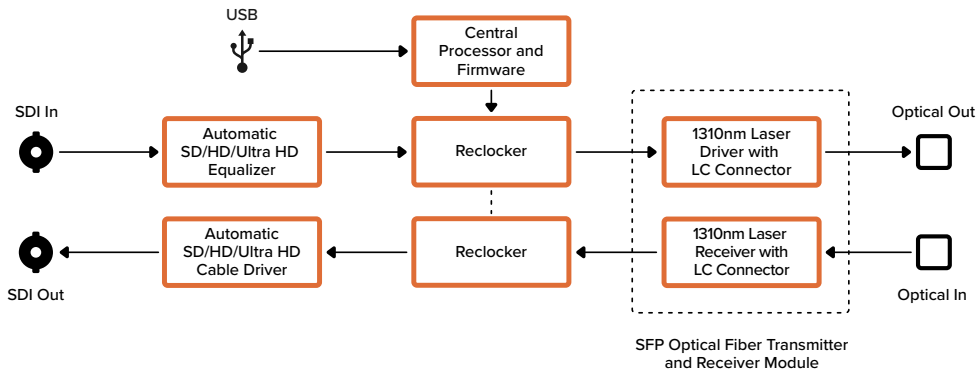 USB
Central
Processor and
Firmware
SDI In
Automatic
SD/HD/Ultra HD
Equalizer
Reclocker
1310nm Laser
Driver with
LC Connector
Optical Out
Automatic
SD/HD/Ultra HD
Cable Driver
Reclocker
1310nm Laser
Receiver with
LC Connector
SDI Out
Optical In
SFP Optical Fiber Transmitter
and Receiver Module